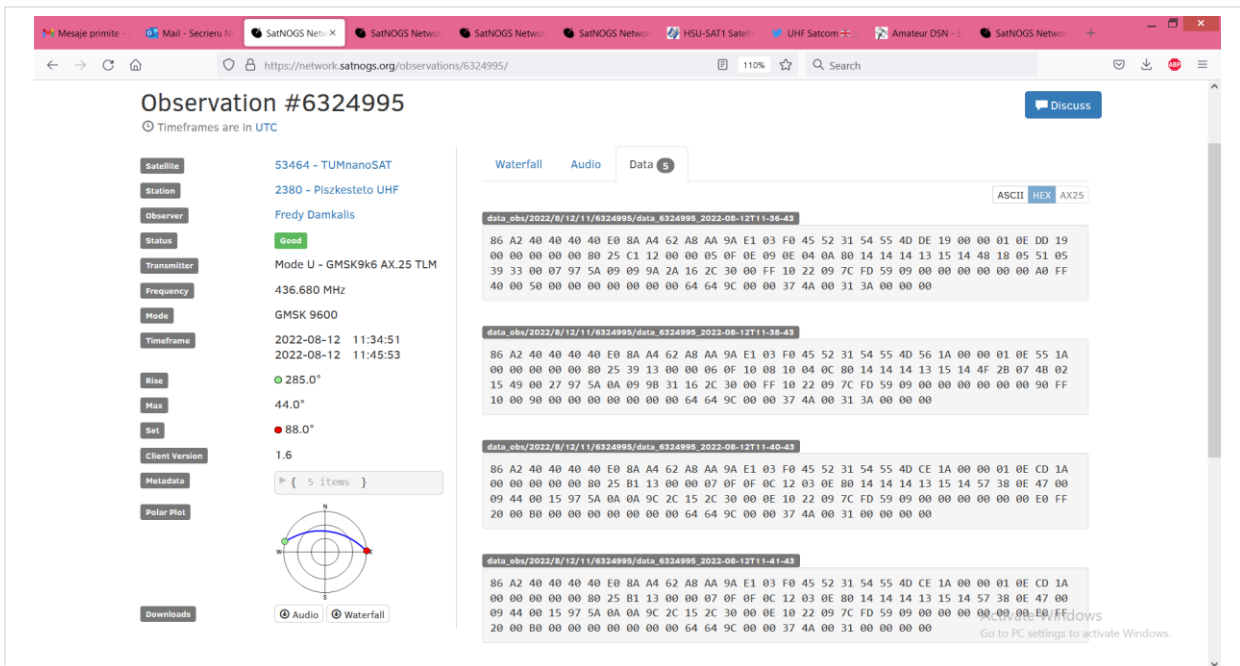 Mesaje primite -
Mail - Secrieru N
SatNOGS Netw
SatNOGS Networ
SatNOGS Networ
SatNOGS Networ
HSU-SAT1 Satelli
UHF Satcom
Amateur DSN -
SatNOGS Networ
https://network.satnogs.org/observations/6324995/
110%
Search
ABP
Observation #6324995
Discuss
Timeframes are in UTC
Satellite 53464 - TUMnanoSAT
Station 2380 - Piszkesteto UHF
Observer Fredy Damkalis
Status Good
Transmitter Mode U - GMSK9k6 AX.25 TLM
Frequency 436.680 MHz
Mode GMSK 9600
Timeframe 2022-08-12 11:34:51
2022-08-12 11:45:53
Rise 285.0°
Max 44.0°
Set 88.0°
Client Version 1.6
Metadata { 5 items }
Polar Plot
N
W
S
Downloads Audio Waterfall
Waterfall Audio Data 5
ASCII HEX AX25
data_obs/2022/8/12/11/6324995/data_6324995_2022-08-12T11-36-43
86 A2 40 40 40 40 E0 8A A4 62 A8 AA 9A E1 03 F0 45 52 31 54 55 4D DE 19 00 00 01 0E DD 19
00 00 00 00 00 80 25 C1 12 00 00 05 0F 0E 09 0E 04 0A 80 14 14 14 13 15 14 48 18 05 51 05
39 33 00 07 97 5A 09 09 9A 2A 16 2C 30 00 FF 10 22 09 7C FD 59 09 00 00 00 00 00 00 A0 FF
40 00 50 00 00 00 00 00 00 00 64 64 9C 00 00 37 4A 00 31 3A 00 00 00
data_obs/2022/8/12/11/6324995/data_6324995_2022-08-12T11-38-43
86 A2 40 40 40 40 E0 8A A4 62 A8 AA 9A E1 03 F0 45 52 31 54 55 4D 56 1A 00 00 01 0E 55 1A
00 00 00 00 00 80 25 39 13 00 00 06 0F 10 08 10 04 0C 80 14 14 14 13 15 14 4F 2B 07 4B 02
15 49 00 27 97 5A 0A 09 9B 31 16 2C 30 00 FF 10 22 09 7C FD 59 09 00 00 00 00 00 00 90 FF
10 00 90 00 00 00 00 00 00 00 64 64 9C 00 00 37 4A 00 31 3A 00 00 00
data_obs/2022/8/12/11/6324995/data_6324995_2022-08-12T11-40-43
86 A2 40 40 40 40 E0 8A A4 62 A8 AA 9A E1 03 F0 45 52 31 54 55 4D CE 1A 00 00 01 0E CD 1A
00 00 00 00 00 80 25 B1 13 00 00 07 0F 0F 0C 12 03 0E 80 14 14 14 13 15 14 57 38 0E 47 00
09 44 00 15 97 5A 0A 0A 9C 2C 15 2C 30 00 0E 10 22 09 7C FD 59 09 00 00 00 00 00 00 E0 FF
20 00 B0 00 00 00 00 00 00 00 64 64 9C 00 00 37 4A 00 31 00 00 00 00
data_obs/2022/8/12/11/6324995/data_6324995_2022-08-12T11-41-43
86 A2 40 40 40 40 E0 8A A4 62 A8 AA 9A E1 03 F0 45 52 31 54 55 4D CE 1A 00 00 01 0E CD 1A
00 00 00 00 00 80 25 B1 13 00 00 07 0F 0F 0C 12 03 0E 80 14 14 14 13 15 14 57 38 0E 47 00
09 44 00 15 97 5A 0A 0A 9C 2C 15 2C 30 00 0E 10 22 09 7C FD 59 09 00 00 00 00 00 00 E0 FF
20 00 B0 00 00 00 00 00 00 00 64 64 9C 00 00 37 4A 00 31 00 00 00 00
Activate Windows
Go to PC settings to activate Windows.